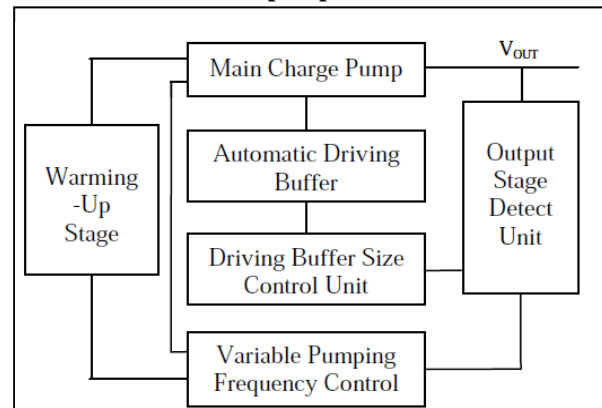 Main Charge Pump
V_OUT
Automatic Driving
Buffer
Warming
-Up
Stage
Output
Stage
Detect
Unit
Driving Buffer Size
Control Unit
Variable Pumping
Frequency Control